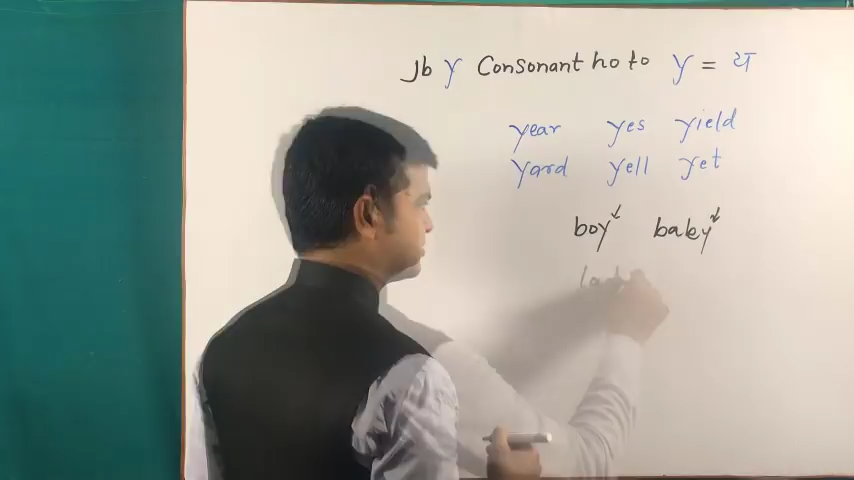 Jb y Consonant ho to y = य
year yes yield
yard yell yet
boy baby